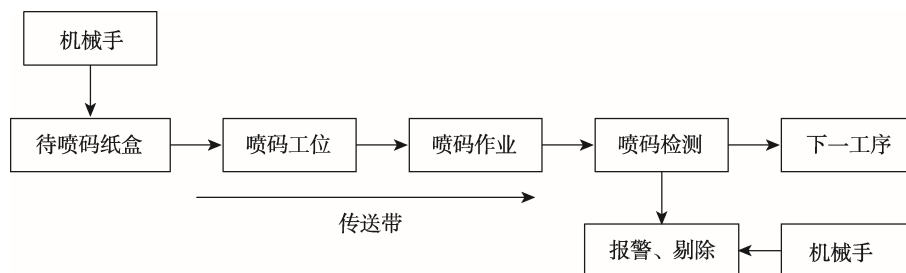 机械手
待喷码纸盒
喷码工位
喷码作业
喷码检测
下一工序
传送带
报警、剔除
机械手